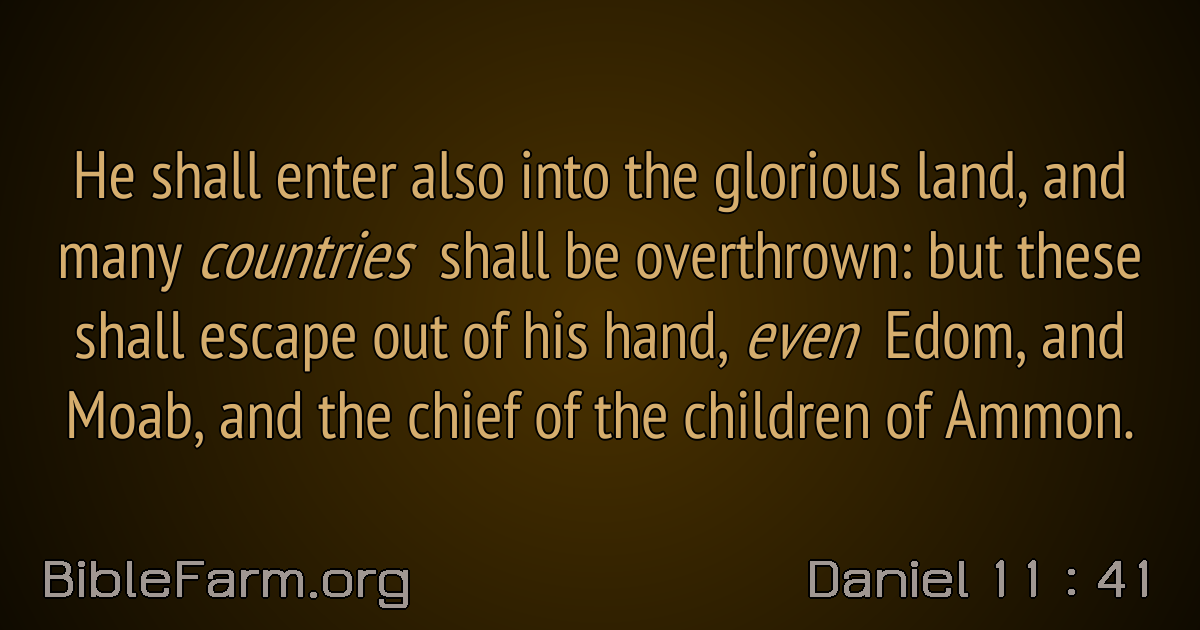 He shall enter also into the glorious land, and
many countries shall be overthrown: but these
shall escape out of his hand, even Edom, and
Moab, and the chief of the children of Ammon.
BibleFarm.org
Daniel 11 : 41